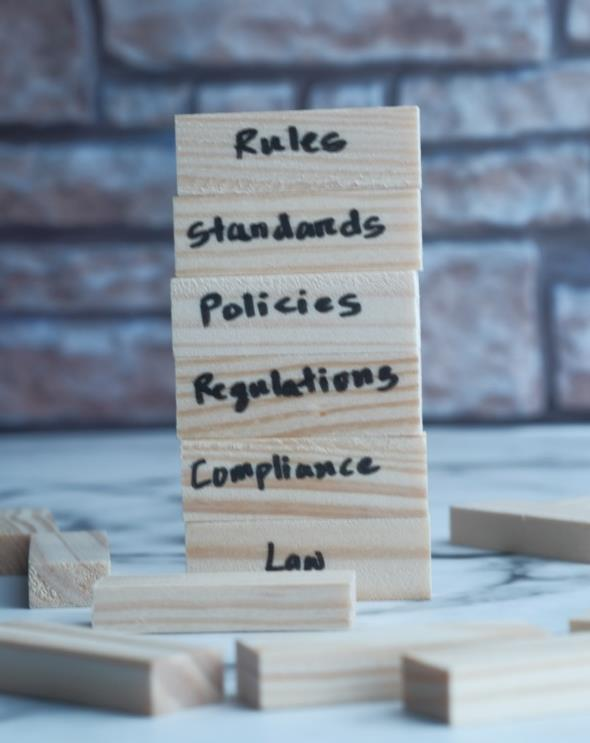 Rules
Standards
Policies
Regulations
Compliance
Law